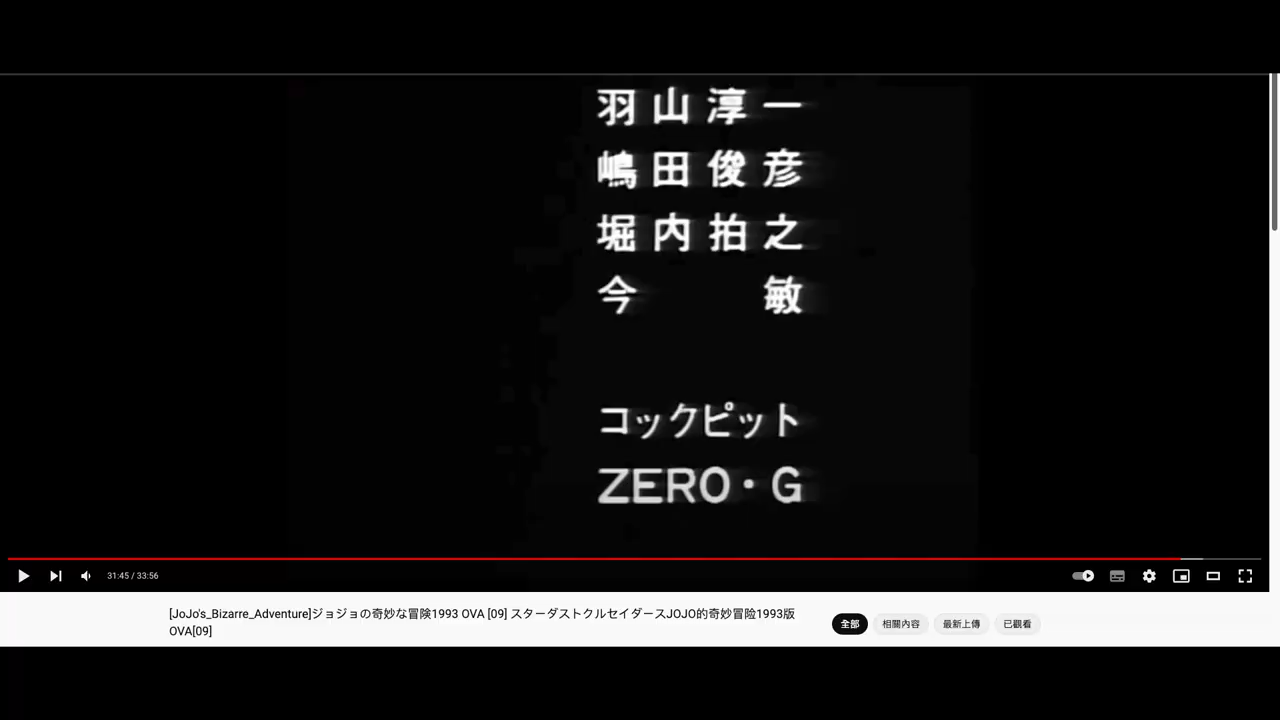 羽山淳一
嶋田俊彦
堀内拍之
今 敏
コックピット
ZERO・G
31:45 / 33:56
[JoJo's_Bizarre_Adventure]ジョジョの奇妙な冒険1993 OVA [09] スターダストクルセイダースJOJO的奇妙冒险1993版
OVA[09]
全部 相關內容 最新上傳 已觀看